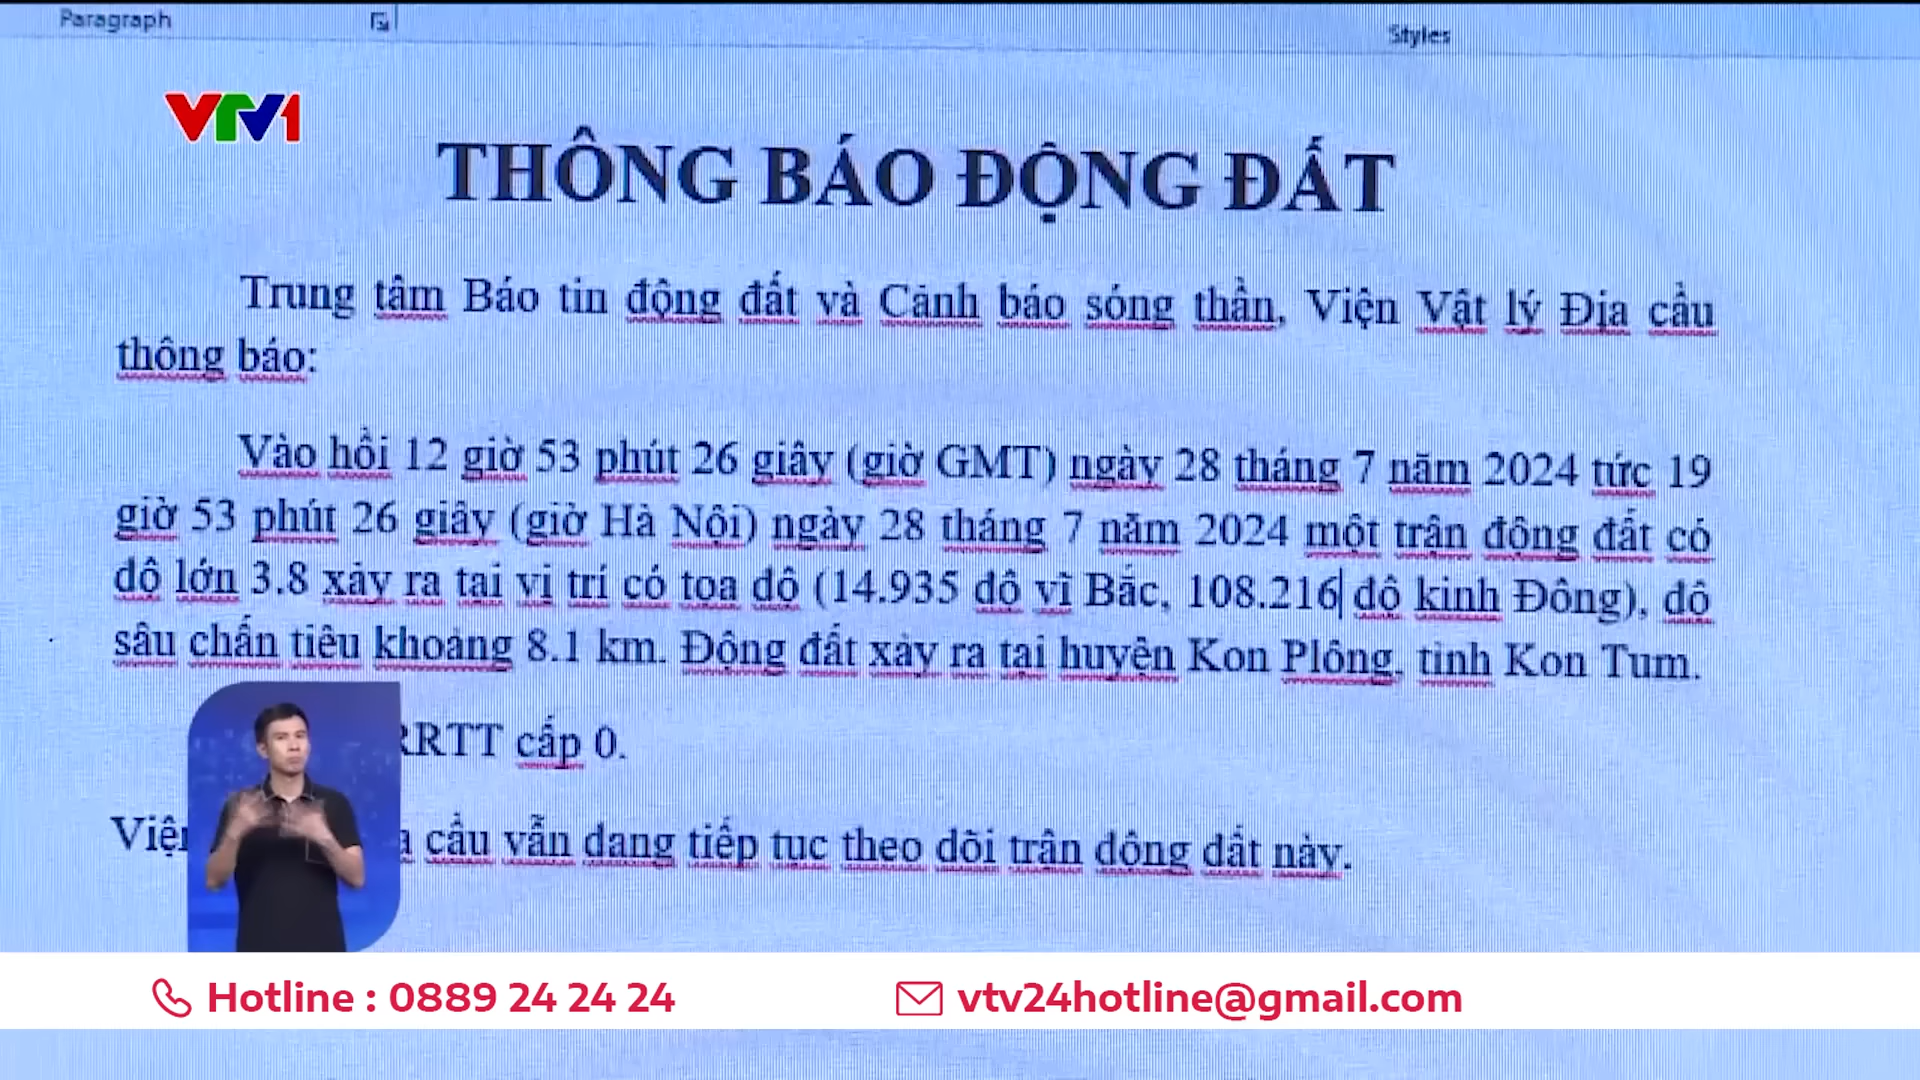 Paragraph
Styles
VTV1
THÔNG BÁO ĐỘNG ĐẤT
Trung tâm Báo tin động đất và Cảnh báo sóng thần, Viện Vật lý Địa cầu
thông báo:
Vào hồi 12 giờ 53 phút 26 giây (giờ GMT) ngày 28 tháng 7 năm 2024 tức 19
giờ 53 phút 26 giây (giờ Hà Nội) ngày 28 tháng 7 năm 2024 một trận động đất có
độ lớn 3.8 xảy ra tại vị trí có tọa độ (14.935 độ vĩ Bắc, 108.216 độ kinh Đông), độ
sâu chấn tiêu khoảng 8.1 km. Động đất xảy ra tại huyện Kon Plông, tỉnh Kon Tum.
RRTT cấp 0.
cầu vẫn đang tiếp tục theo dõi trận động đất này.
Hotline : 0889 24 24 24
vtv24hotline@gmail.com